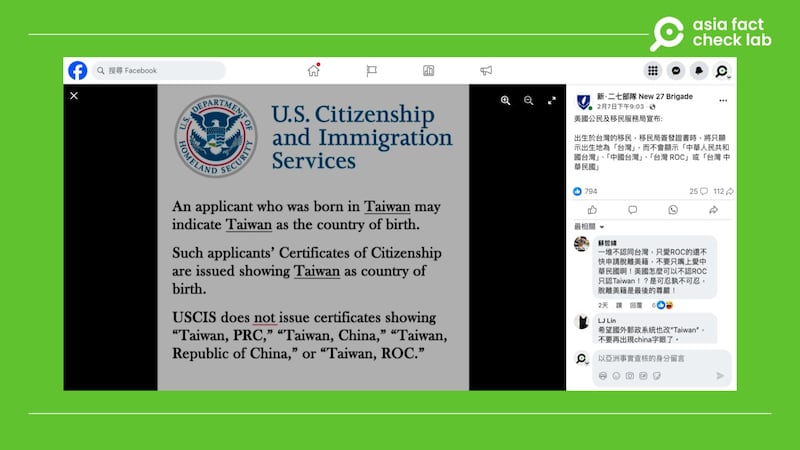 asia fact
check lab
搜尋 Facebook
U.S. DEPARTMENT OF
HOMELAND SECURITY
U.S. Citizenship
and Immigration
Services
An applicant who was born in Taiwan may
indicate Taiwan as the country of birth.
Such applicants’ Certificates of Citizenship
are issued showing Taiwan as country of
birth.
USCIS does not issue certificates showing
“Taiwan, PRC,” “Taiwan, China,” “Taiwan,
Republic of China,” or “Taiwan, ROC.”
新·二七部隊 New 27 Brigade
2月7日下午9:03
美國公民及移民服務局宣布:
出生於台灣的移民，移民局簽發證書時，將只顯
示出生地為「台灣」，而不會顯示「中華人民共和
國台灣」、「中國台灣」、「台灣 ROC」或「台灣 中
華民國」
794
25
112
最相關
一堆不認同台灣，只愛ROC的還不
快申請脫離美籍，不要只嘴上愛中
華民國啊！美國怎麼可以不認ROC
只認Taiwan！？是可忍孰不可忍，
脫離美籍是最後的尊嚴！
2天 讚 回覆 6
LJ Lin
希望國外郵政系統也改“Taiwan”，
不要再出現china字眼了。
以亞洲事實查核的身分留言